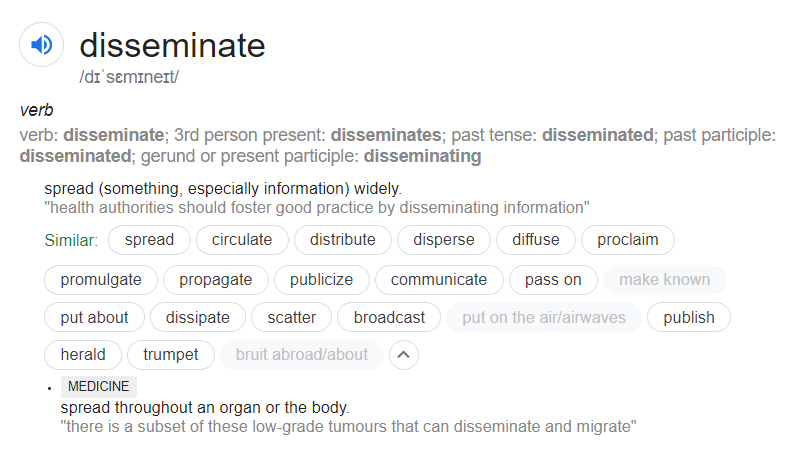 disseminate
/dɪˈsɛmɪneɪt/
verb
verb: disseminate; 3rd person present: disseminates; past tense: disseminated; past participle:
disseminated; gerund or present participle: disseminating
spread (something, especially information) widely.
"health authorities should foster good practice by disseminating information"
Similar: spread circulate distribute disperse diffuse proclaim
promulgate propagate publicize communicate pass on make known
put about dissipate scatter broadcast put on the air/airwaves publish
herald trumpet bruit abroad/about
• MEDICINE
spread throughout an organ or the body.
"there is a subset of these low-grade tumours that can disseminate and migrate"